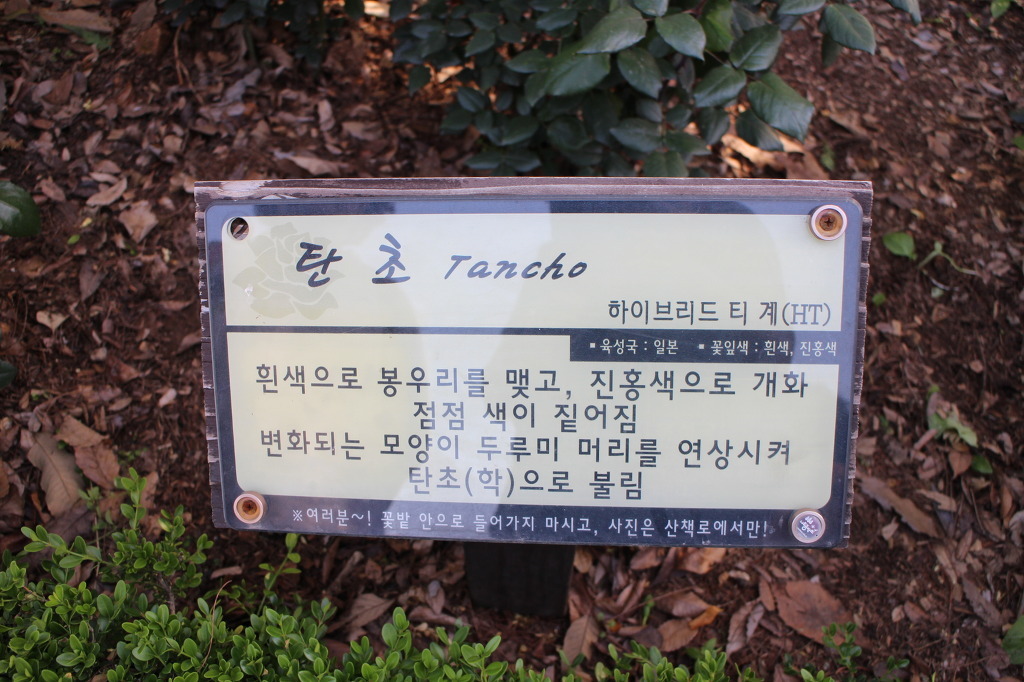 탄 초 Tancho
하이브리드 티 계(HT)
▪육성국 : 일본 ▪꽃잎색 : 흰색, 진홍색
흰색으로 봉우리를 맺고, 진홍색으로 개화
점점 색이 짙어짐
변화되는 모양이 두루미 머리를 연상시켜
탄초(학)으로 불림
※여러분~! 꽃밭 안으로 들어가지 마시고, 사진은 산책로에서만!